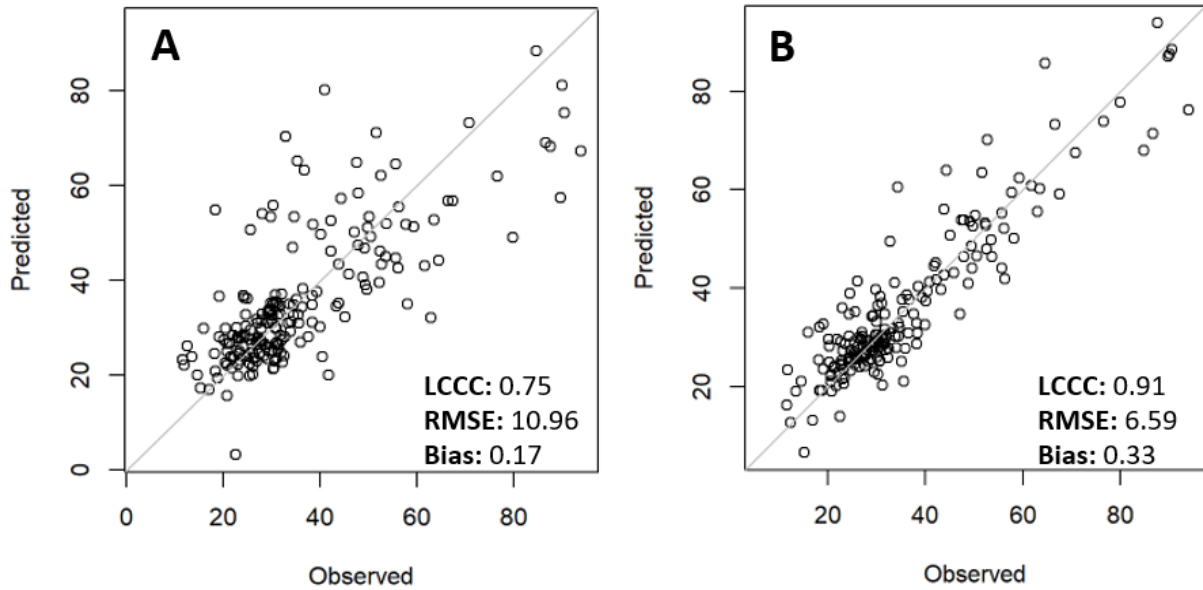 A
Predicted
80
60
40
20
0
LCCC: 0.75
RMSE: 10.96
Bias: 0.17
0 20 40 60 80
Observed
B
Predicted
80
60
40
20
LCCC: 0.91
RMSE: 6.59
Bias: 0.33
20 40 60 80
Observed